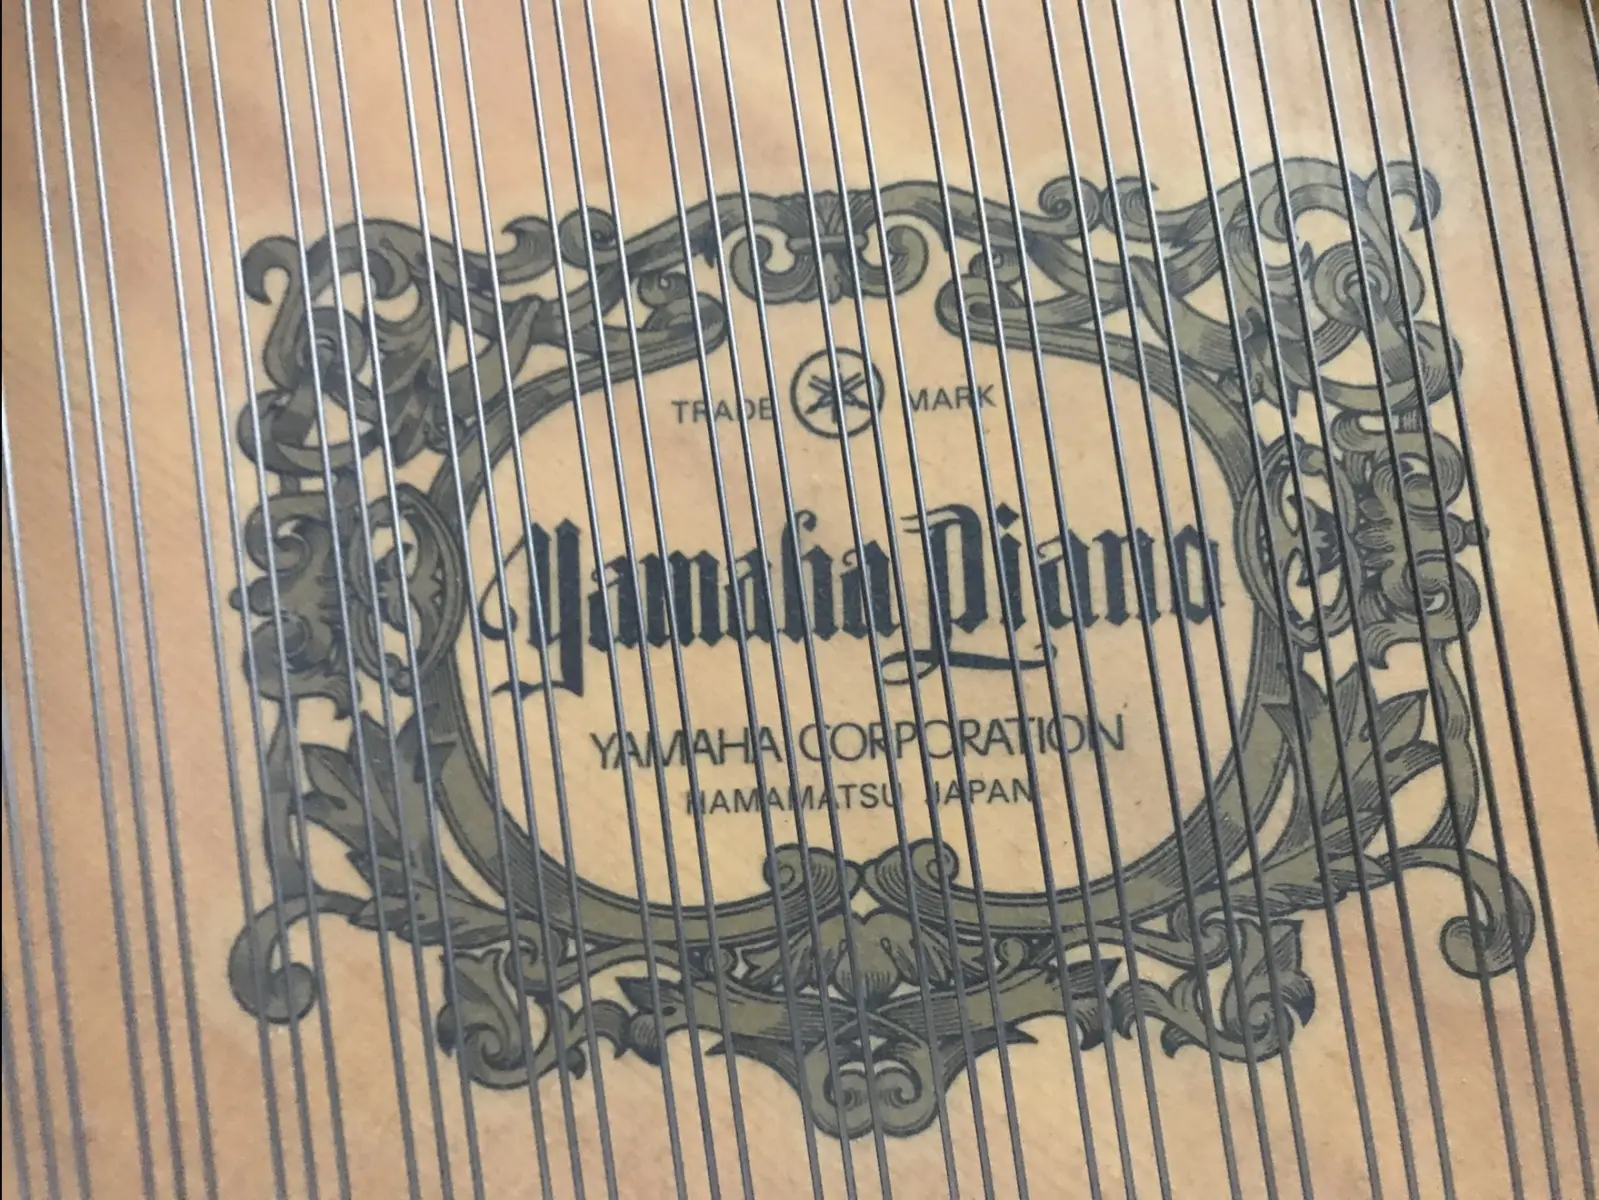 TRADE MARK
Yamaha Piano
YAMAHA CORPORATION
HAMAMATSU JAPAN